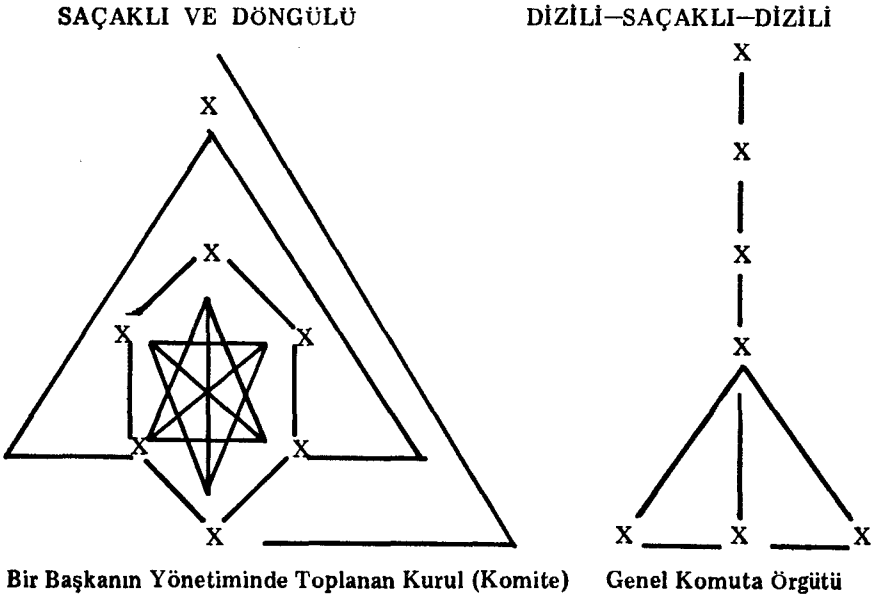 SAÇAKLI VE DÖNGÜLÜ
DİZİLİ—SAÇAKLI—DİZİLİ
X
X
X
X
X
X
X
X
X
X
X
X
X
X
Bir Başkanın Yönetiminde Toplanan Kurul (Komite)
Genel Komuta Örgütü